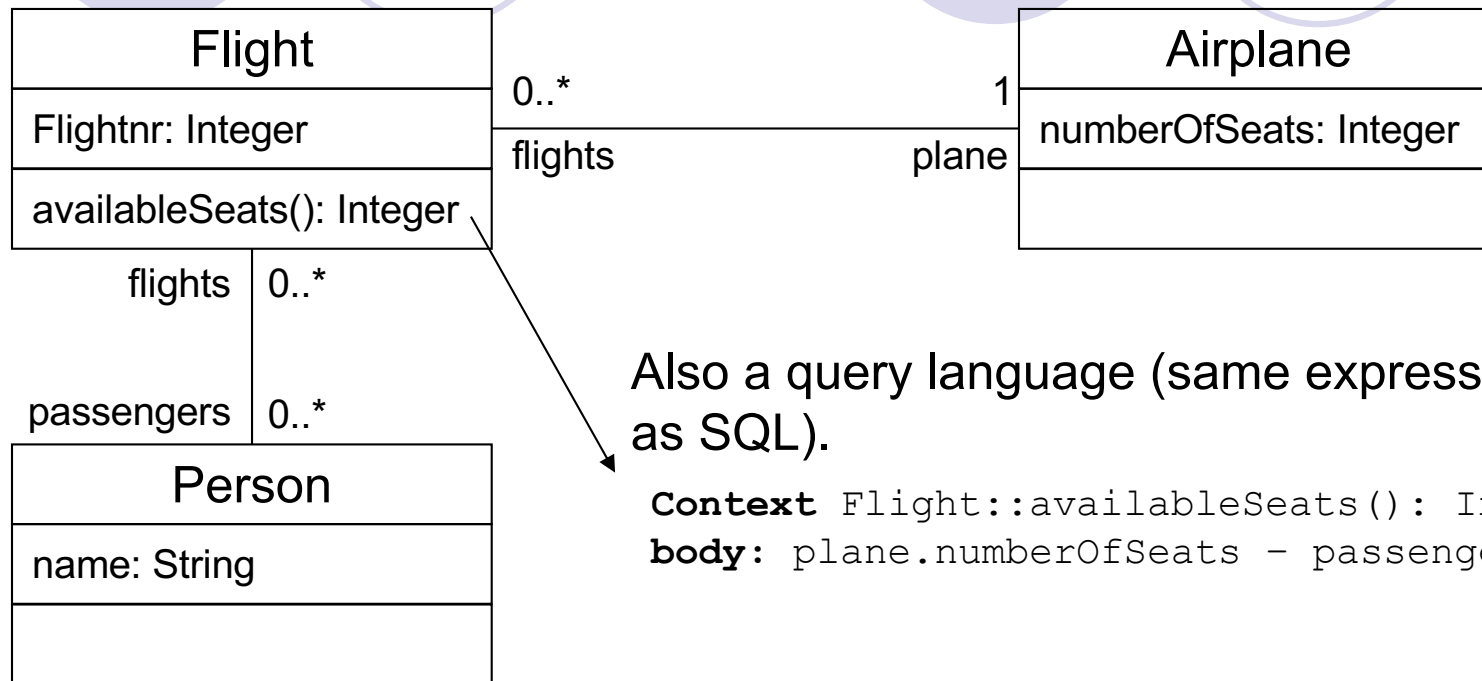 Flight
Flightnr: Integer
availableSeats(): Integer
0..*
1
flights
plane
Airplane
numberOfSeats: Integer
flights
0..*
passengers
0..*
Person
name: String
Also a query language (same express
as SQL).
Context Flight::availableSeats(): I
body: plane.numberOfSeats – passeng